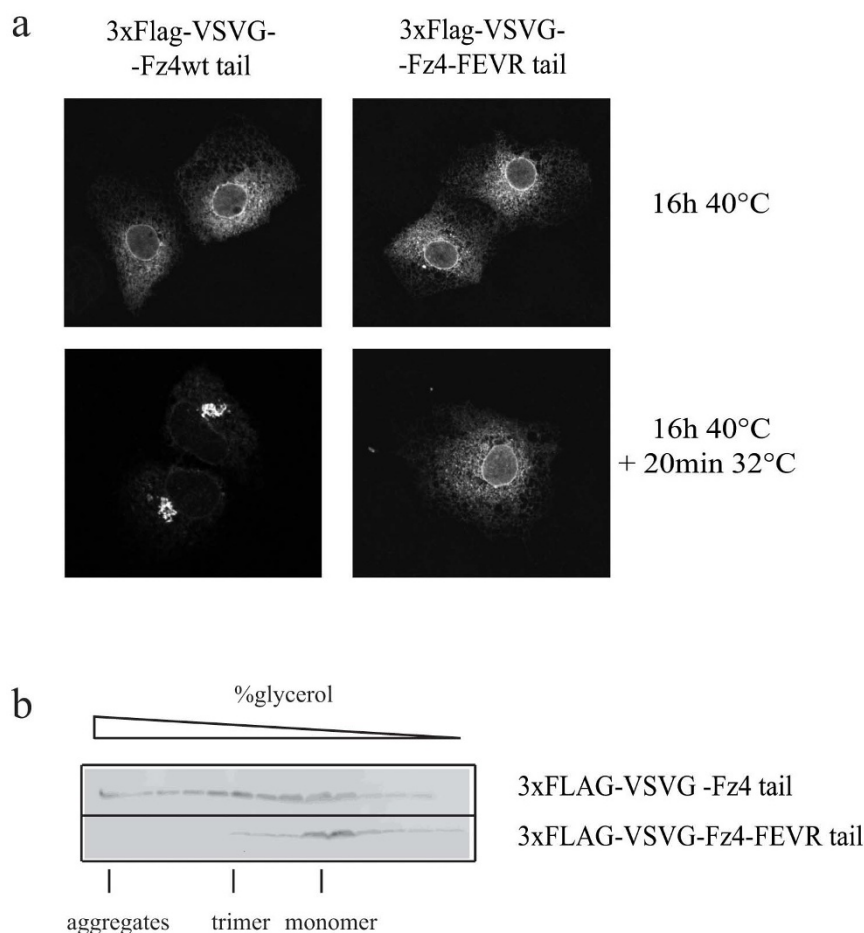 a
3xFlag-VSVG-
-Fz4wt tail
3xFlag-VSVG-
-Fz4-FEVR tail
16h 40°C
16h 40°C
+ 20min 32°C
b
%glycerol
3xFLAG-VSVG -Fz4 tail
3xFLAG-VSVG-Fz4-FEVR tail
aggregates trimer monomer